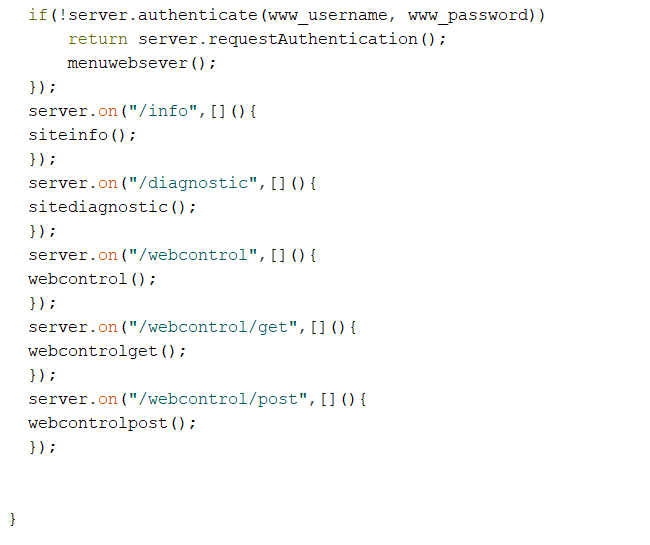 if(!server.authenticate(www_username, www_password))
return server.requestAuthentication();
menuwebsever();
});
server.on("/info",[](){
siteinfo();
});
server.on("/diagnostic",[](){
sitediagnostic();
});
server.on("/webcontrol",[](){
webcontrol();
});
server.on("/webcontrol/get",[](){
webcontrolget();
});
server.on("/webcontrol/post",[](){
webcontrolpost();
});
}